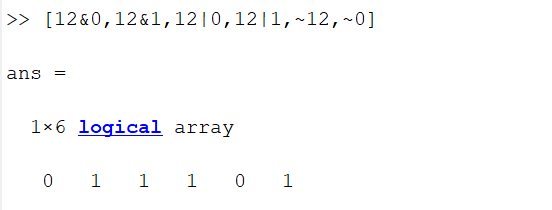 >> [12&0,12&1,12|0,12|1,~12,~0]
ans =
1×6 logical array
0 1 1 1 0 1